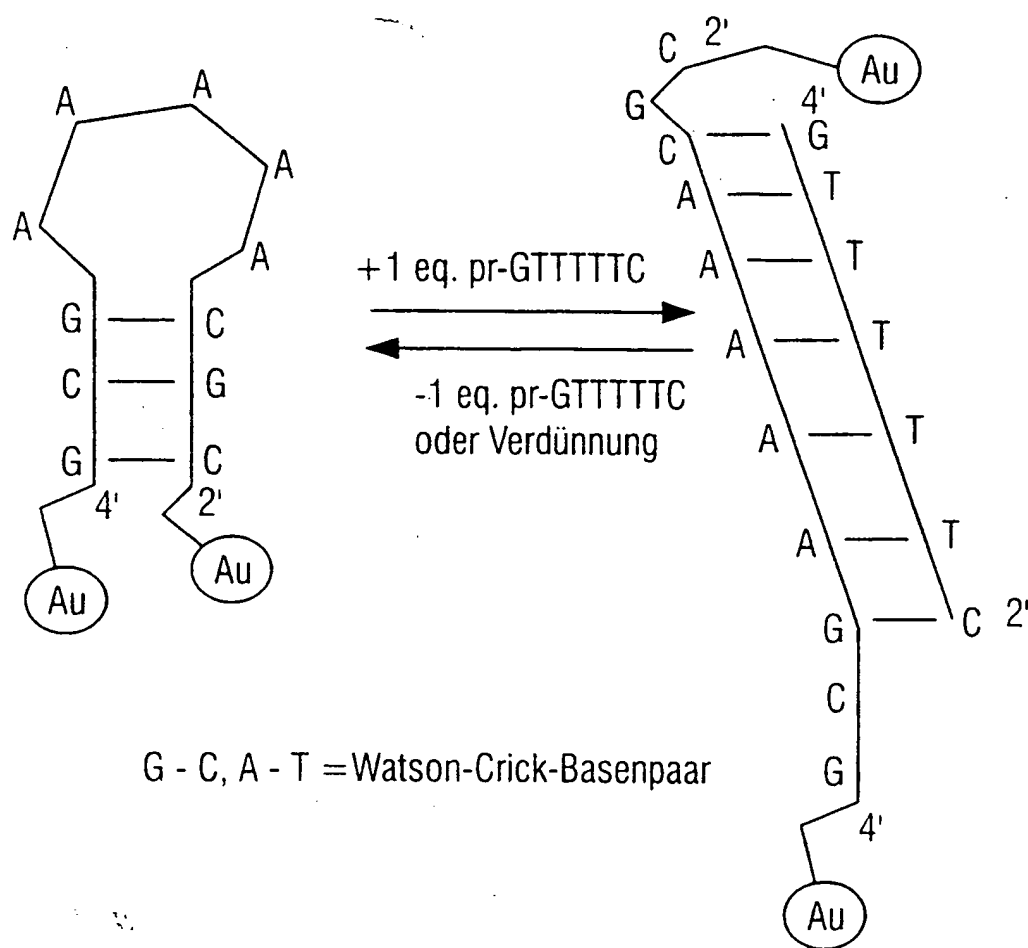 A A
A A
A
G C
C G
G C
4' 2'
Au Au
+1 eq. pr-GTTTTTC
-1 eq. pr-GTTTTTC
oder Verdünnung
C 2' Au
G 4'
C G
A T
A T
A T
A T
A T
G C 2'
C
G
4'
Au
G - C, A - T = Watson-Crick-Basenpaar